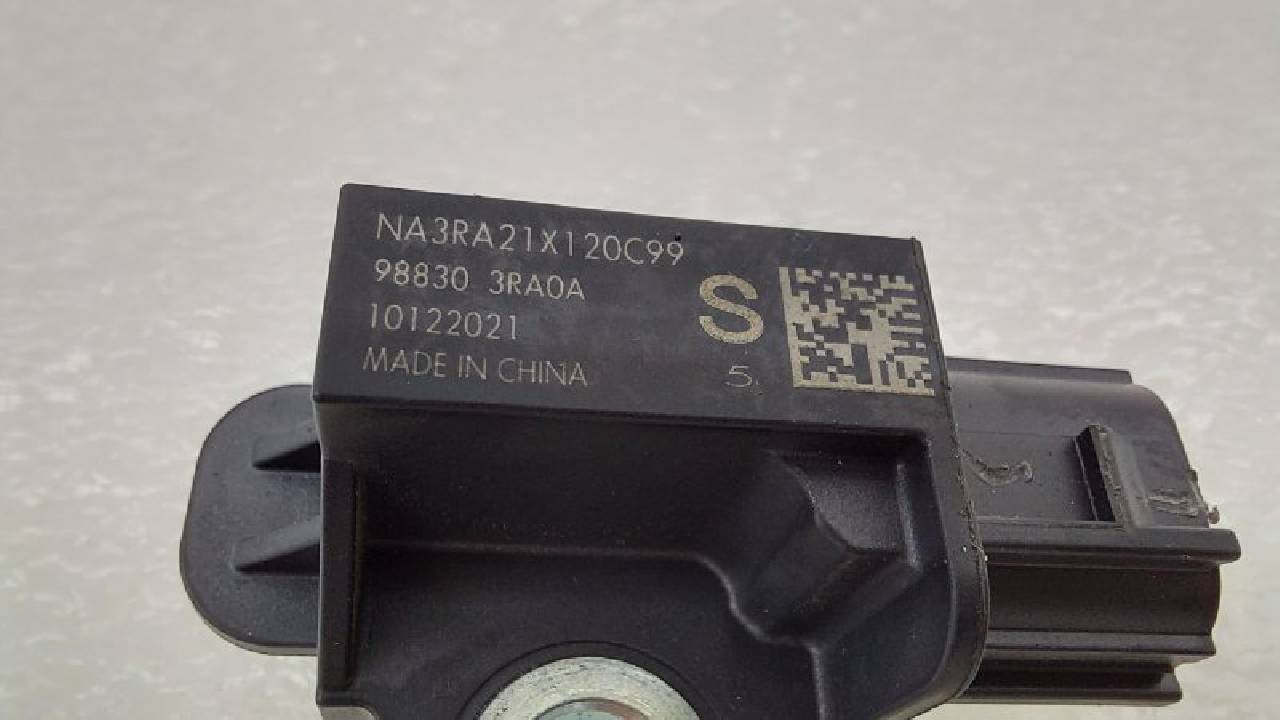 NA3RA21X120C99
98830 3RA0A
10122021
MADE IN CHINA
S
5